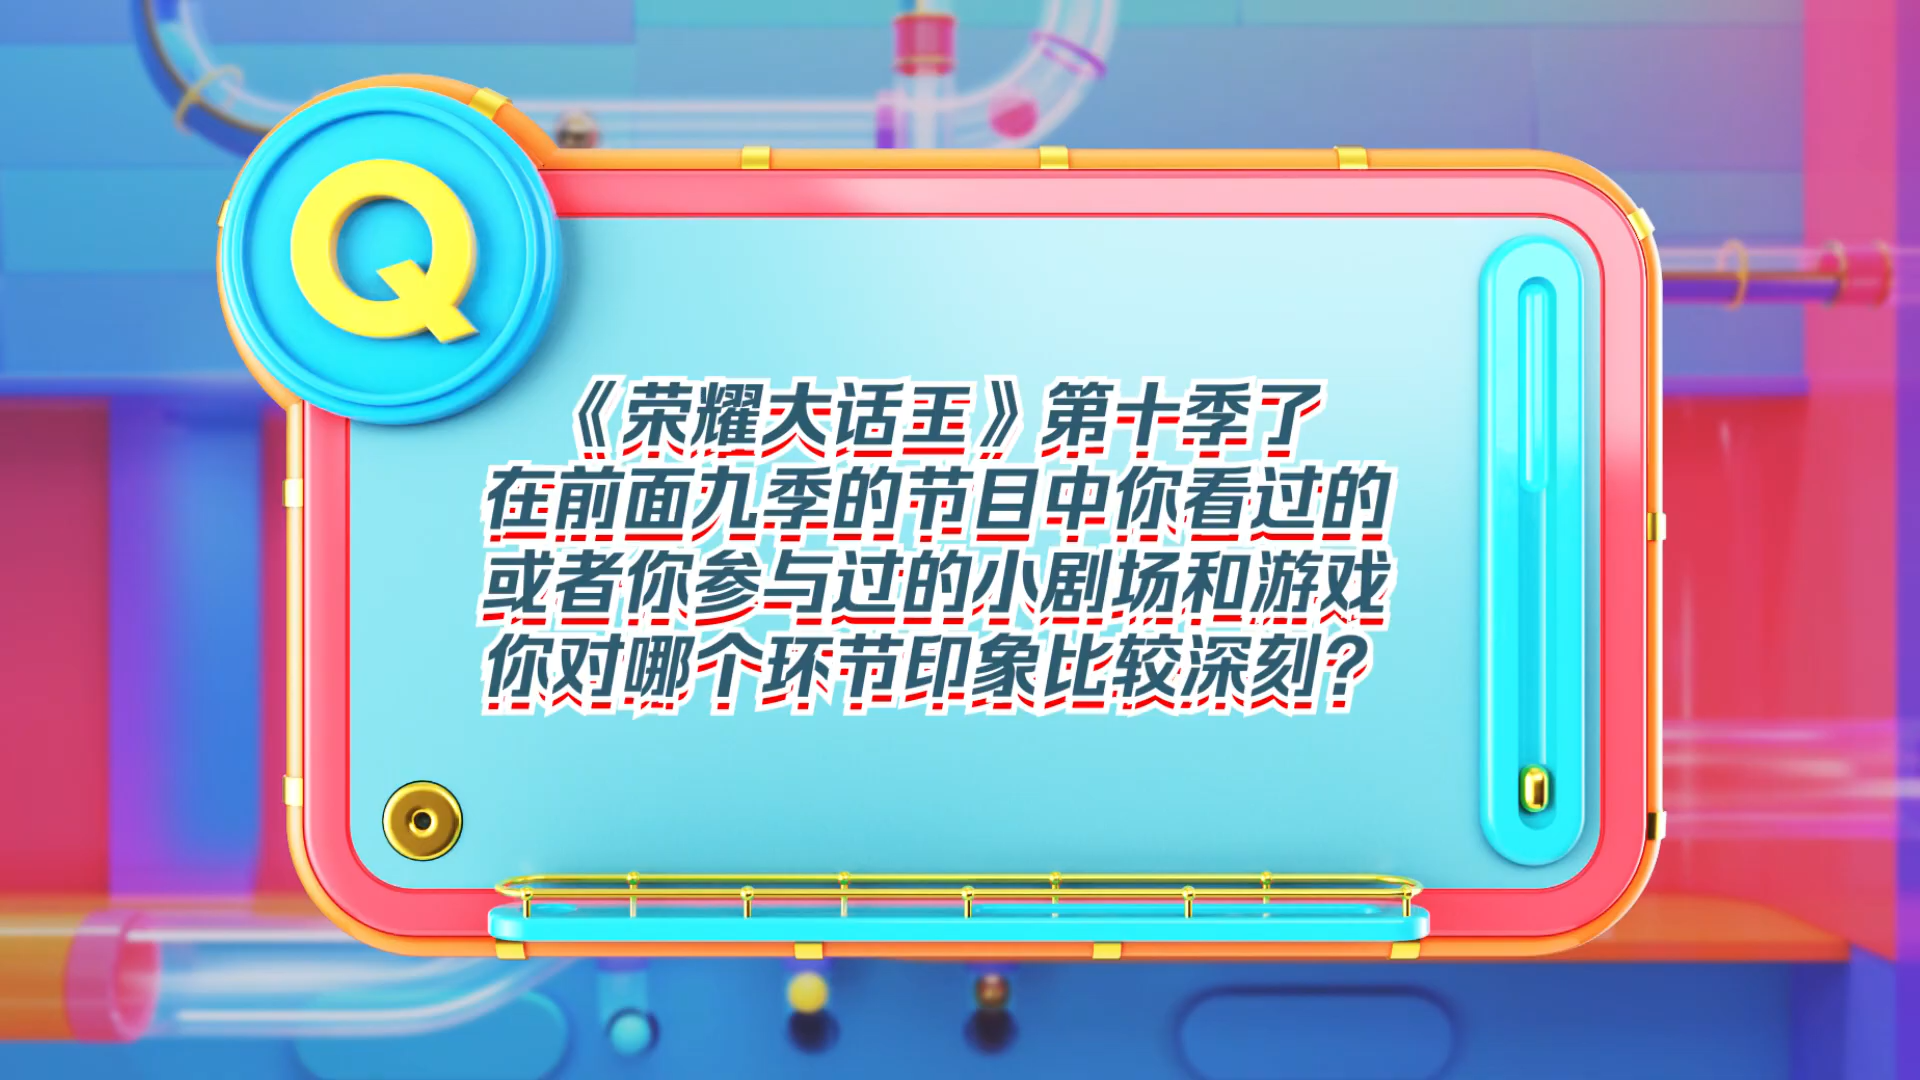 Q
《荣耀大话王》第十季了
在前面九季的节目中你看过的
或者你参与过的小剧场和游戏
你对哪个环节印象比较深刻?